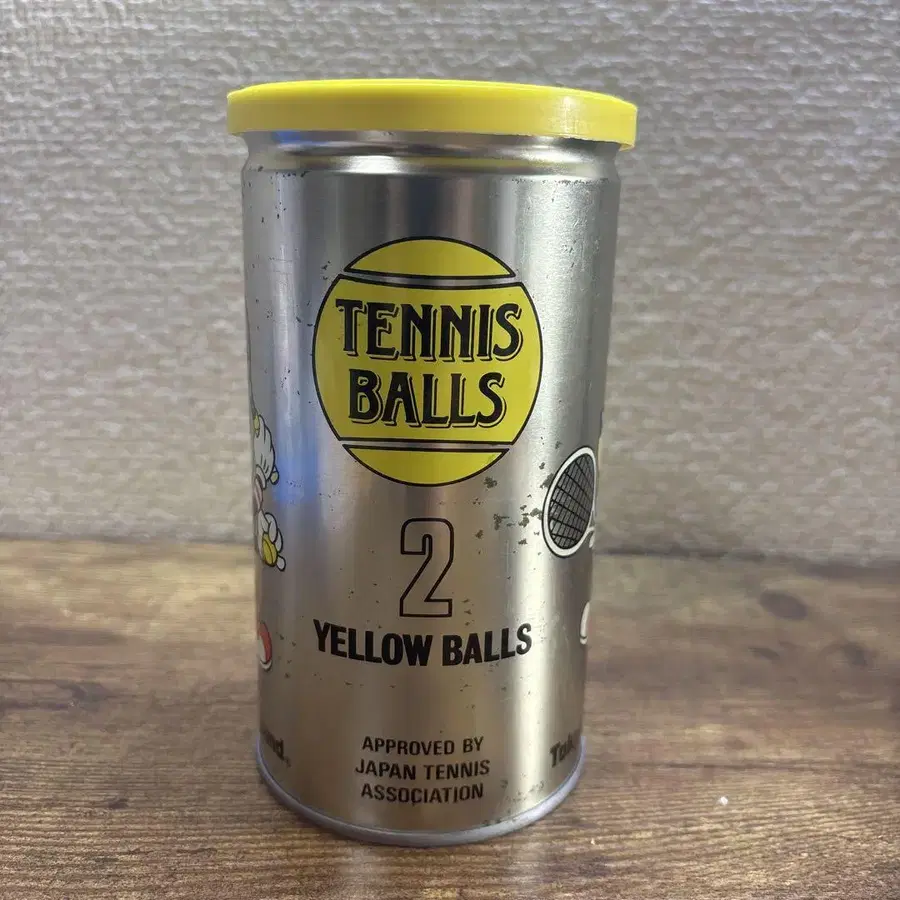 TENNIS
BALLS
2
YELLOW BALLS
APPROVED BY
JAPAN TENNIS
ASSOCIATION